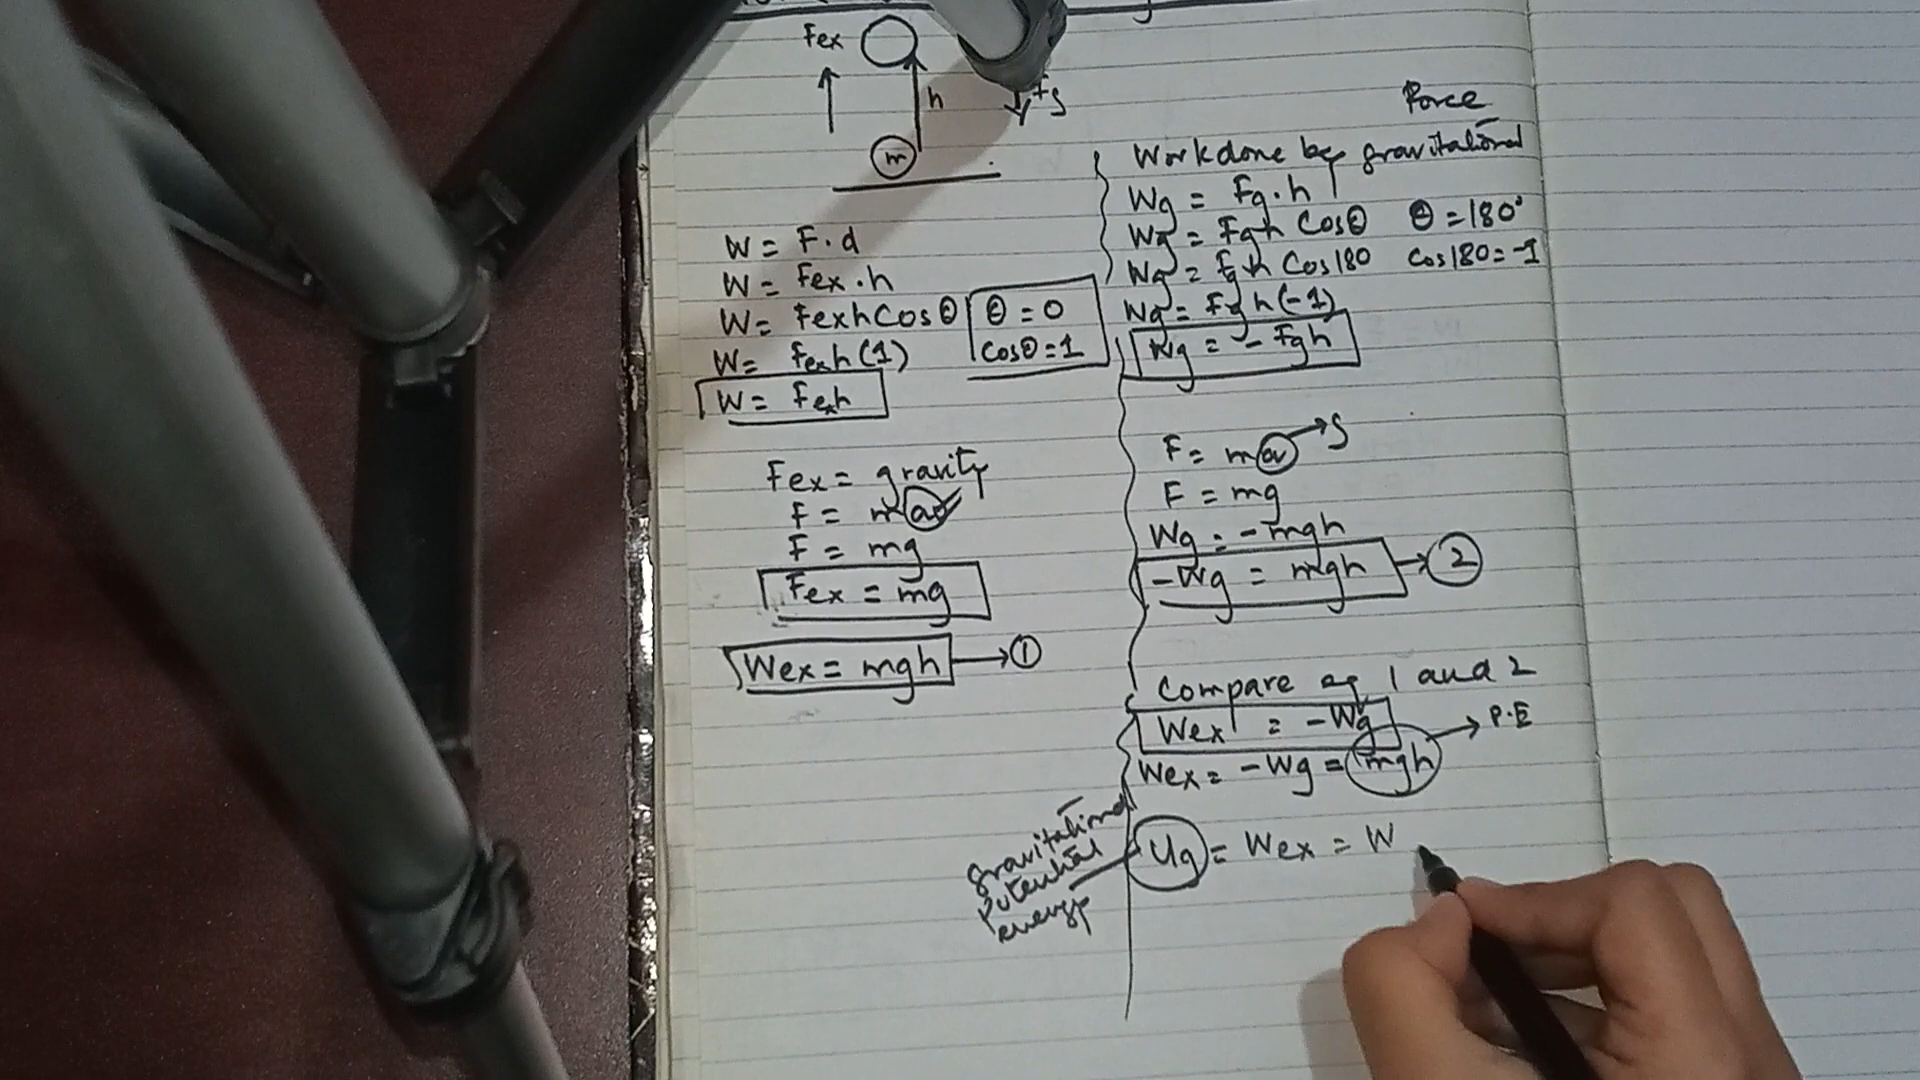 Fex
h
m
W = F.d
W = Fex.h
W = FexhCosθ
θ = 0
Cosθ = 1
W = Fexh(1)
W = Fexh
Fex = gravity
F = ma
F = mg
Fex = mg
Wex = mgh → 1
Force
Workdone by gravitational
Wg = Fg.h
Wg = Fgh Cosθ θ = 180°
Wg = Fgh Cos180 Cos180 = -1
Wg = Fgh(-1)
Wg = -Fgh
F = ma → g
F = mg
Wg = -mgh
-Wg = mgh → 2
Compare eq 1 and 2
Wex = -Wg
Wex = -Wg = mgh → P.E
gravitational
Potential
energy
Ug = Wex = W